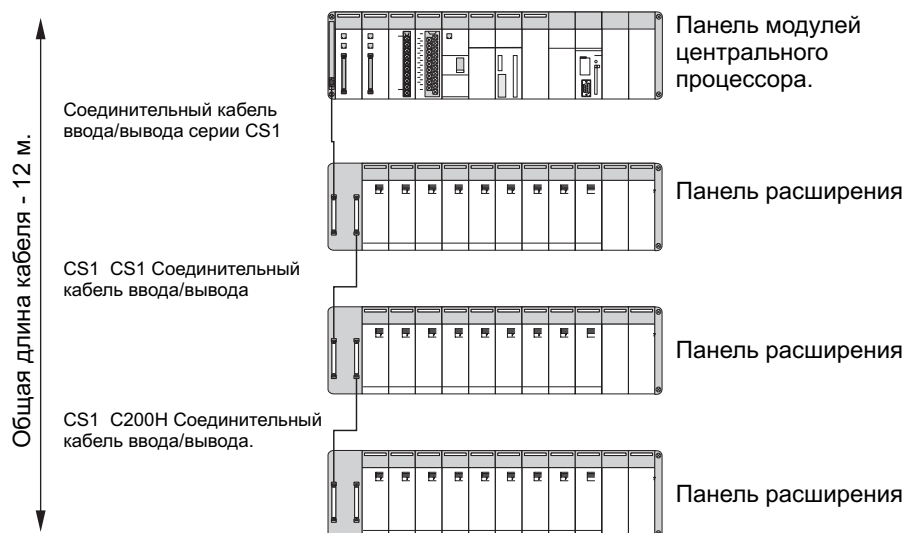 Панель модулей
центрального
процессора.
Соединительный кабель
ввода/вывода серии CS1
Панель расширения
CS1 CS1 Соединительный
кабель ввода/вывода
Панель расширения
CS1 C200H Соединительный
кабель ввода/вывода.
Панель расширения
Общая длина кабеля - 12 м.